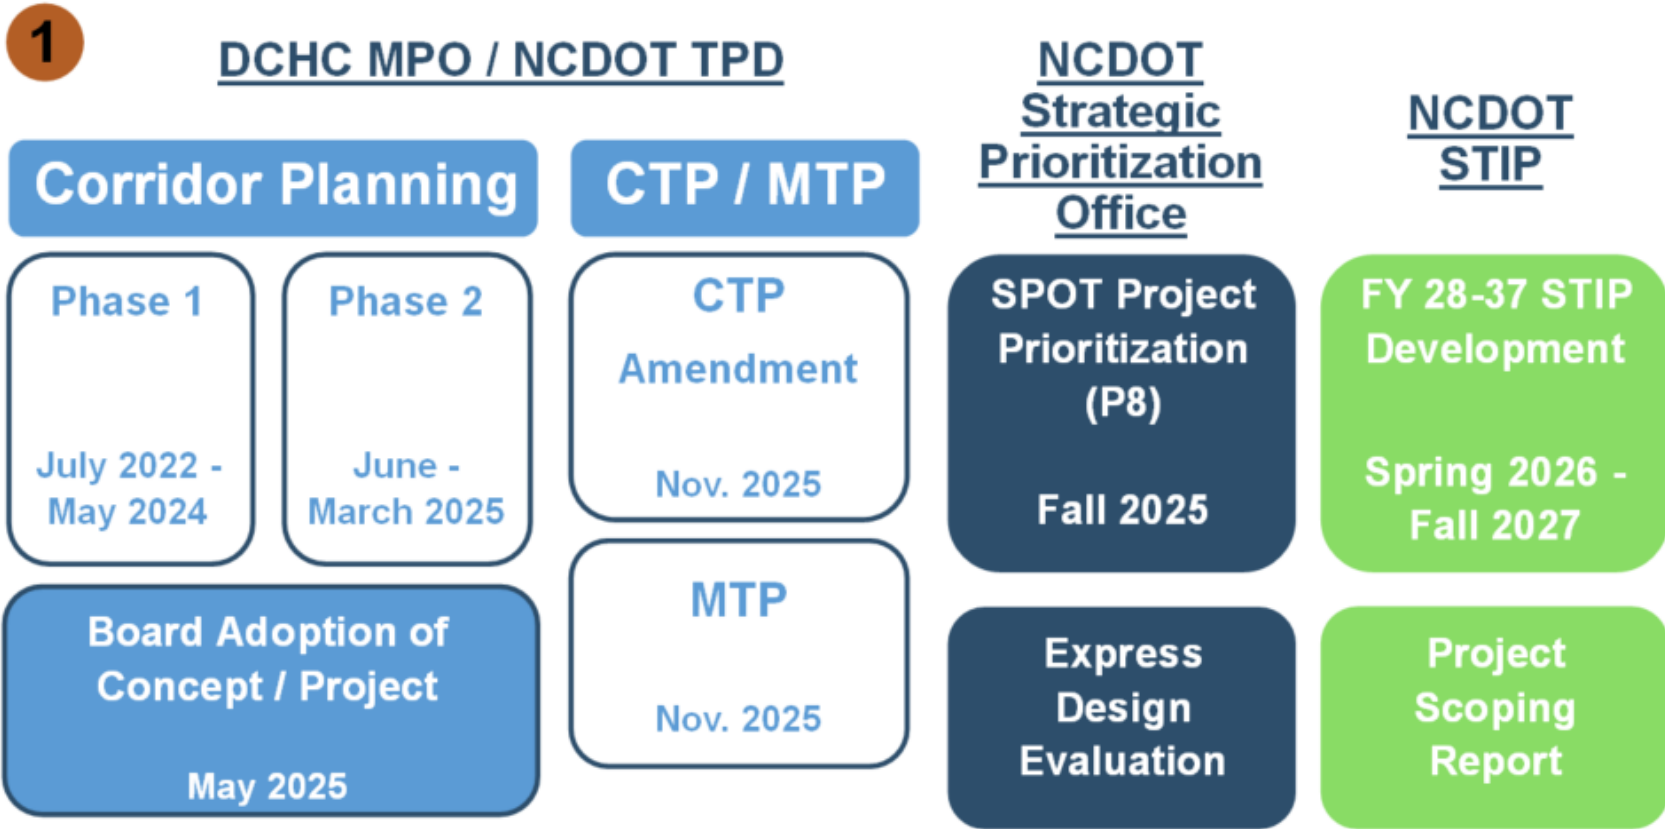 1
DCHC MPO / NCDOT TPD
NCDOT
Strategic
Prioritization
Office
NCDOT
STIP
Corridor Planning
CTP / MTP
Phase 1
July 2022 -
May 2024
Phase 2
June -
March 2025
Board Adoption of
Concept / Project
May 2025
CTP
Amendment
Nov. 2025
MTP
Nov. 2025
SPOT Project
Prioritization
(P8)
Fall 2025
Express
Design
Evaluation
FY 28-37 STIP
Development
Spring 2026 -
Fall 2027
Project
Scoping
Report